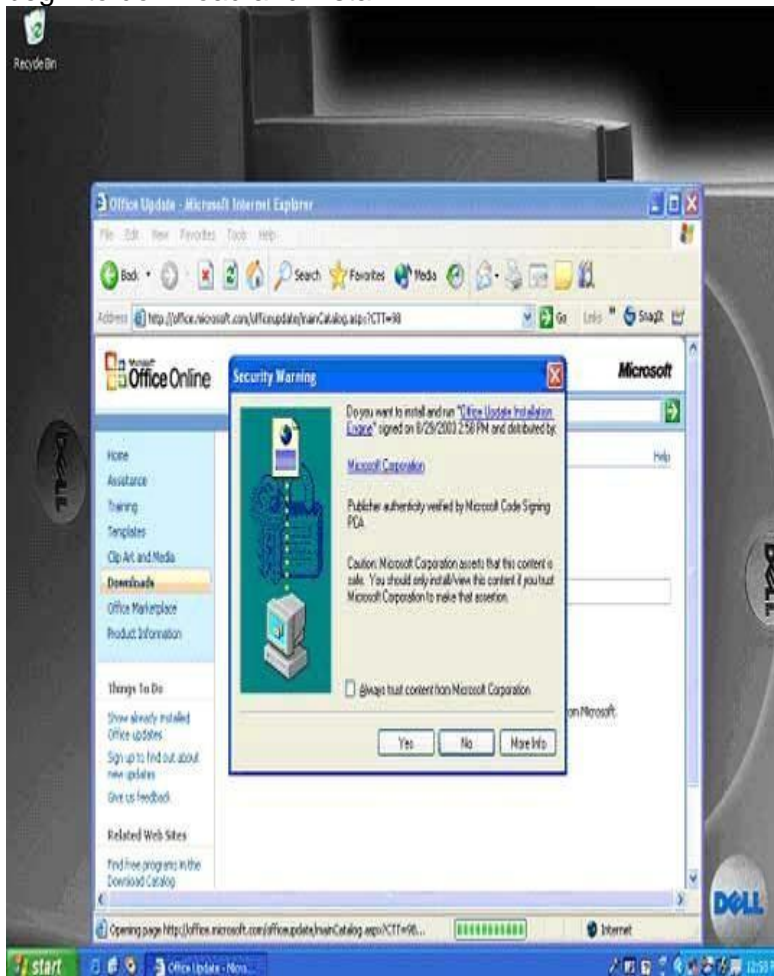 Recycle Bin
Office Update - Microsoft Internet Explorer
File Edit View Favorites Tools Help
Back Search Favorites Media
Address http://office.microsoft.com/officeupdate/mainCatalog.aspx?CTT=98 Go Links SnagIt
Microsoft
Office Online
Microsoft
Help
Home
Assistance
Training
Templates
Clip Art and Media
Downloads
Office Marketplace
Product Information
Things To Do
Show already installed
Office updates
Sign up to find out about
new updates
Give us feedback
Related Web Sites
Find free programs in the
Download Catalog
Security Warning
Do you want to install and run "Office Update Installation
Engine" signed on 8/29/2003 2:58 PM and distributed by:
Microsoft Corporation
Publisher authenticity verified by Microsoft Code Signing
PCA
Caution: Microsoft Corporation asserts that this content is
safe. You should only install/view this content if you trust
Microsoft Corporation to make that assertion.
Always trust content from Microsoft Corporation
Yes No More Info
from Microsoft.
Opening page http://office.microsoft.com/officeupdate/mainCatalog.aspx?CTT=98... Internet
DELL
DELL
DELL
start Office Update - Micros... 12:58 P